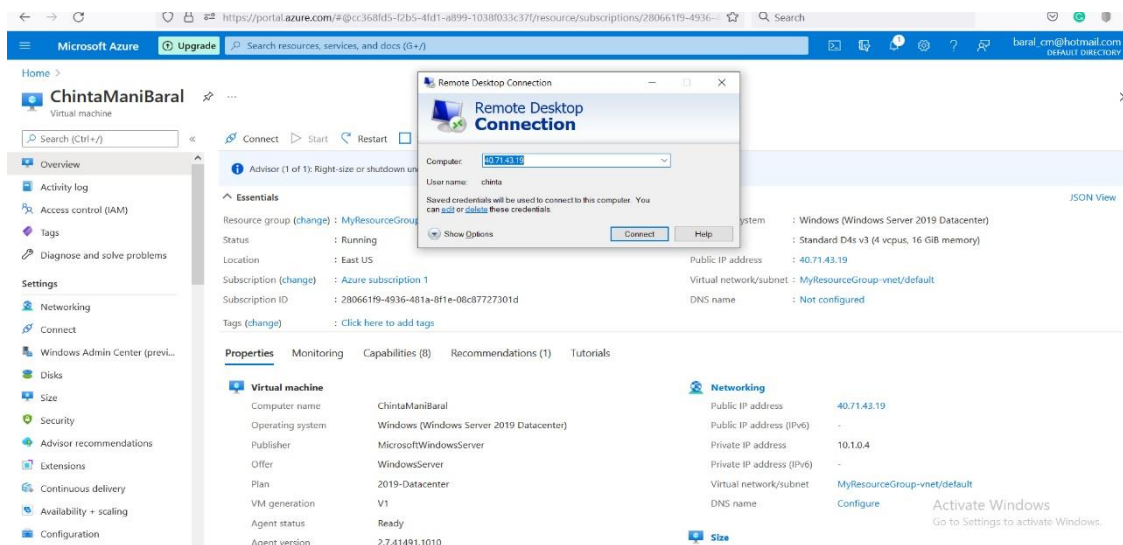 https://portal.azure.com/#@cc368fd5-f2b5-4fd1-a899-1038f033c37f/resource/subscriptions/280661f9-4936-
Search
Microsoft Azure
Upgrade
Search resources, services, and docs (G+/)
baral_cm@hotmail.com
DEFAULT DIRECTORY
Home >
ChintaManiBaral
Virtual machine
Search (Ctrl+/)
«
Overview
Activity log
Access control (IAM)
Tags
Diagnose and solve problems
Settings
Networking
Connect
Windows Admin Center (previ...
Disks
Size
Security
Advisor recommendations
Extensions
Continuous delivery
Availability + scaling
Configuration
Connect Start Restart
Advisor (1 of 1): Right-size or shutdown un
Essentials
JSON View
Resource group (change) : MyResourceGroup
Status : Running
Location : East US
Subscription (change) : Azure subscription 1
Subscription ID : 280661f9-4936-481a-8f1e-08c87727301d
Tags (change) : Click here to add tags
: Windows (Windows Server 2019 Datacenter)
: Standard D4s v3 (4 vcpus, 16 GiB memory)
Public IP address : 40.71.43.19
Virtual network/subnet : MyResourceGroup-vnet/default
DNS name : Not configured
Remote Desktop Connection
Remote Desktop
Connection
Computer: 40.71.43.19
User name: chinta
Saved credentials will be used to connect to this computer. You
can edit or delete these credentials.
Show Options Connect Help
Properties Monitoring Capabilities (8) Recommendations (1) Tutorials
Virtual machine
Computer name ChintaManiBaral
Operating system Windows (Windows Server 2019 Datacenter)
Publisher MicrosoftWindowsServer
Offer WindowsServer
Plan 2019-Datacenter
VM generation V1
Agent status Ready
Agent version 2.7.41491.1010
Networking
Public IP address 40.71.43.19
Public IP address (IPv6) -
Private IP address 10.1.0.4
Private IP address (IPv6) -
Virtual network/subnet MyResourceGroup-vnet/default
DNS name Configure
Size
Activate Windows
Go to Settings to activate Windows.